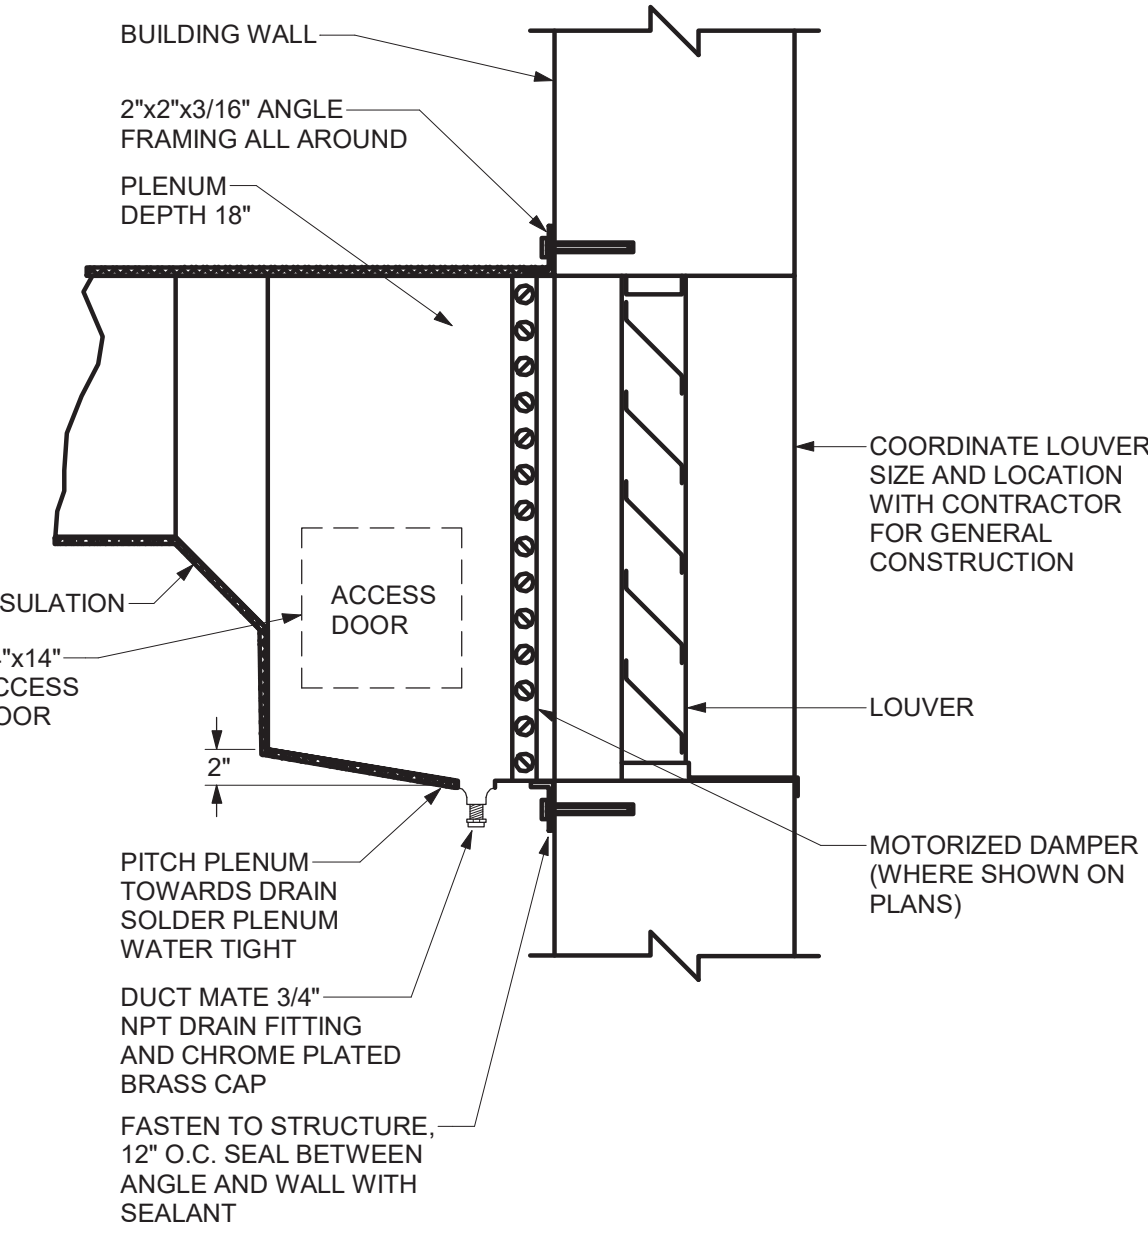 BUILDING WALL
2"x2"x3/16" ANGLE
FRAMING ALL AROUND
PLENUM
DEPTH 18"
COORDINATE LOUVER
SIZE AND LOCATION
WITH CONTRACTOR
FOR GENERAL
CONSTRUCTION
SULATION
ACCESS
DOOR
"x14"
CCESS
OOR
LOUVER
2"
MOTORIZED DAMPER
(WHERE SHOWN ON
PLANS)
PITCH PLENUM
TOWARDS DRAIN
SOLDER PLENUM
WATER TIGHT
DUCT MATE 3/4"
NPT DRAIN FITTING
AND CHROME PLATED
BRASS CAP
FASTEN TO STRUCTURE,
12" O.C. SEAL BETWEEN
ANGLE AND WALL WITH
SEALANT